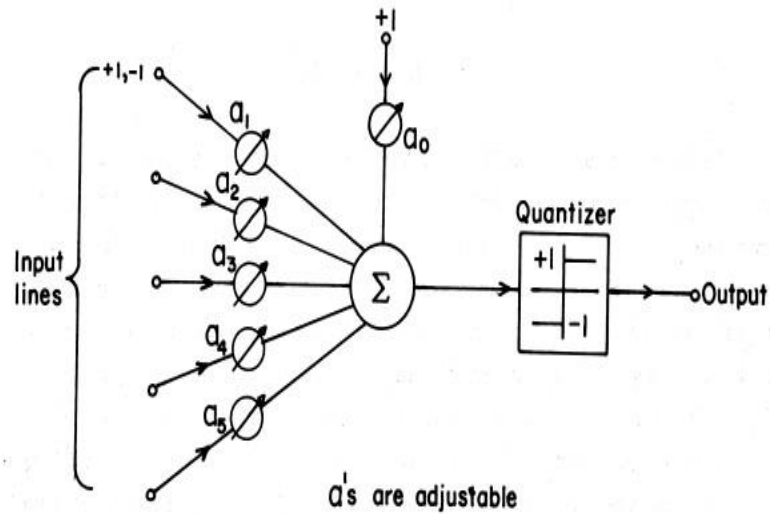 +1
+1,-1
a1
a0
a2
Quantizer
a3
+1
Input
lines
Σ
Output
-1
a4
a5
a's are adjustable